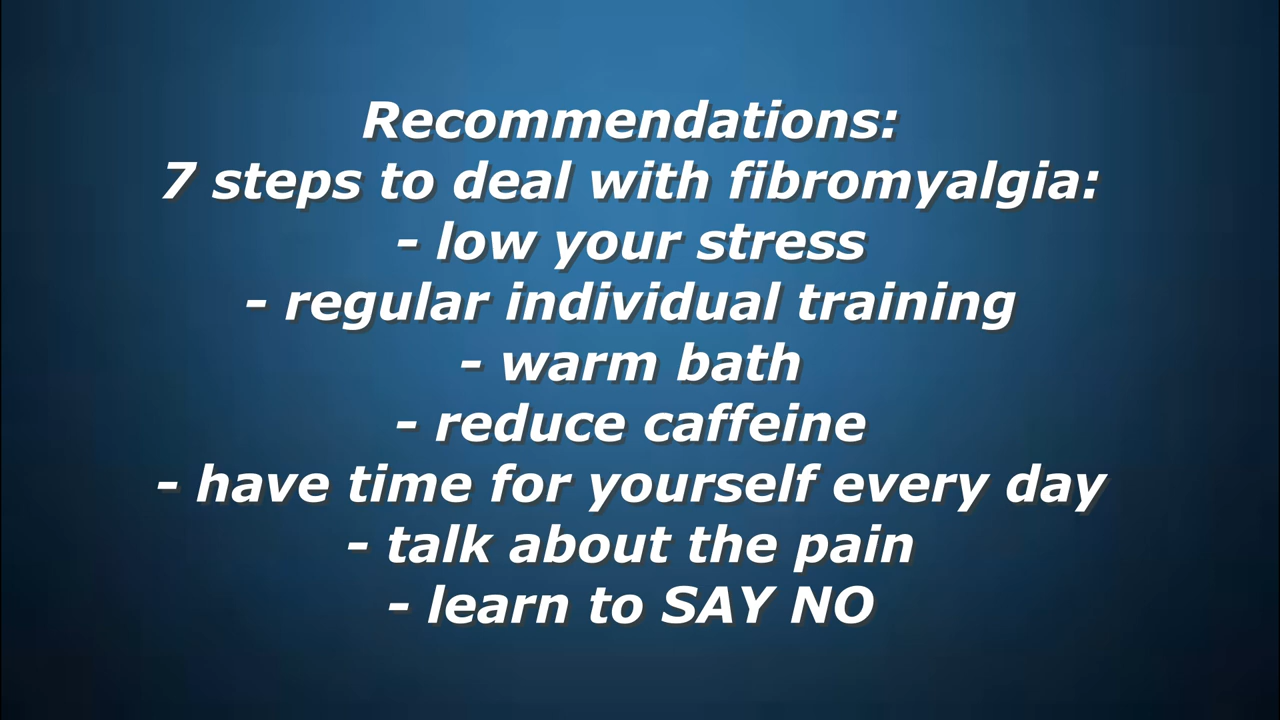 Recommendations:
7 steps to deal with fibromyalgia:
- low your stress
- regular individual training
- warm bath
- reduce caffeine
- have time for yourself every day
- talk about the pain
- learn to SAY NO